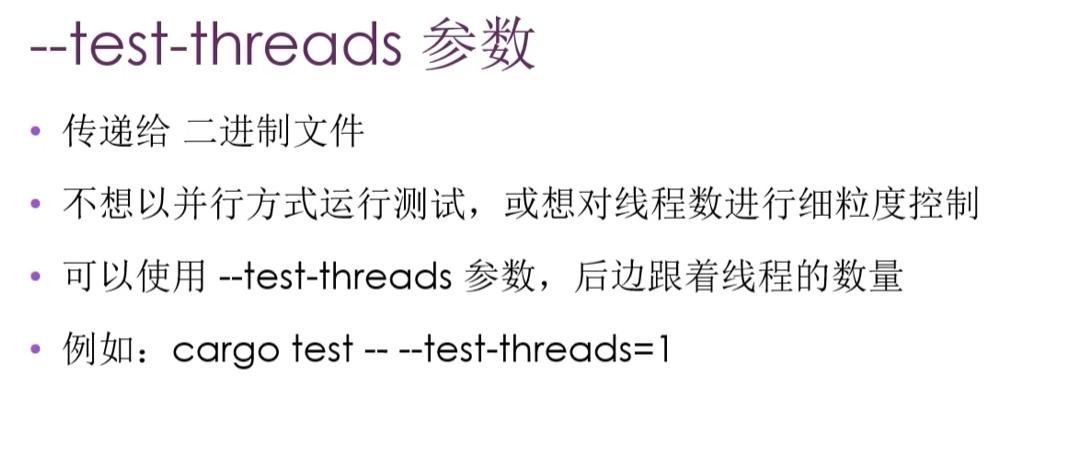 --test-threads 参数
• 传递给 二进制文件
• 不想以并行方式运行测试，或想对线程数进行细粒度控制
• 可以使用 --test-threads 参数，后边跟着线程的数量
• 例如：cargo test -- --test-threads=1